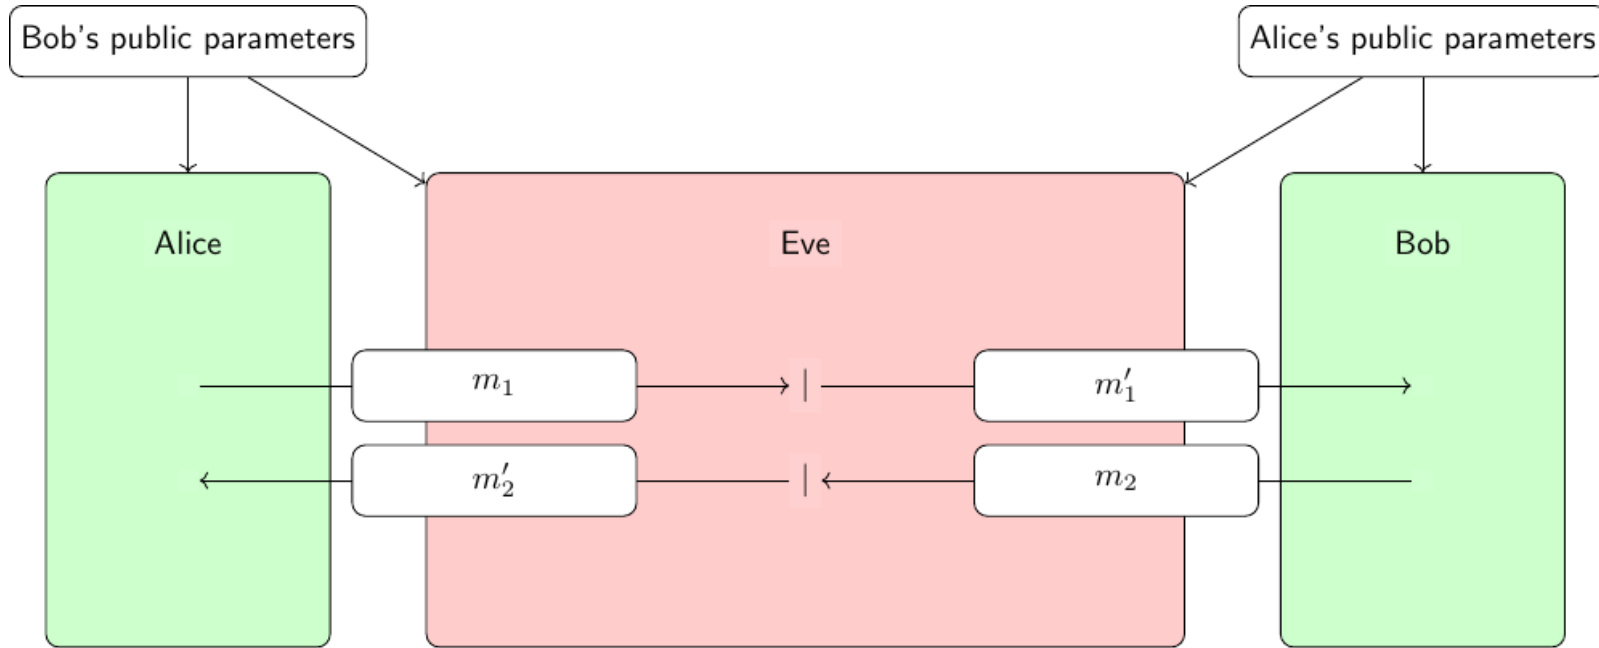 Bob's public parameters
Alice's public parameters
Alice
Eve
Bob
m₁
|
m′₁
m′₂
|
m₂